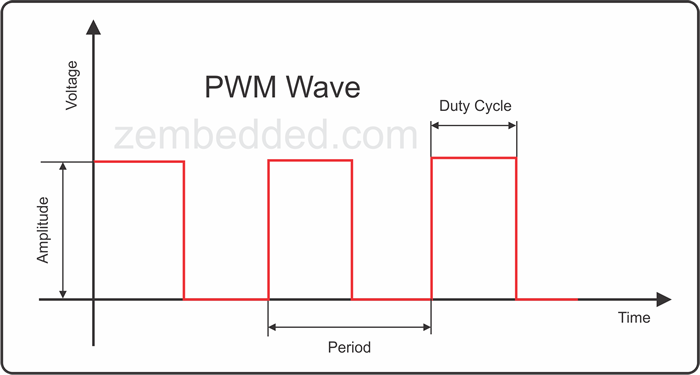 Voltage
PWM Wave
Duty Cycle
zembedded.com
Amplitude
Time
Period